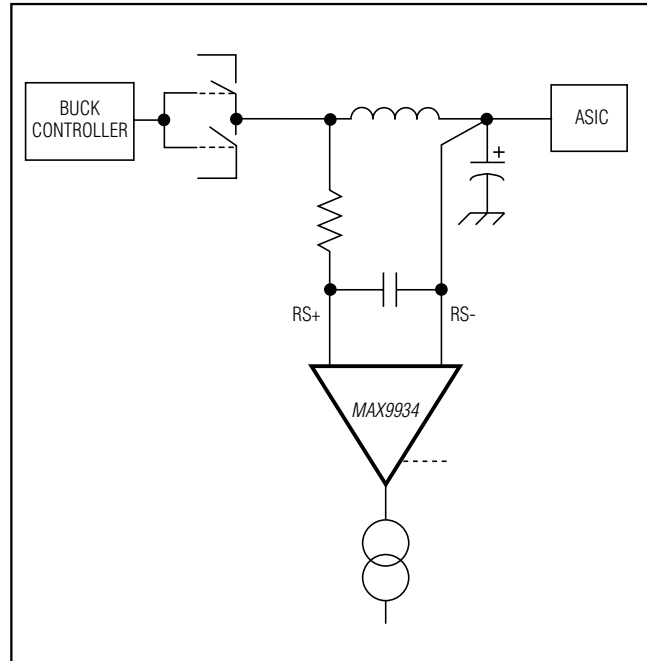 BUCK
CONTROLLER
ASIC
+
RS+
RS-
MAX9934